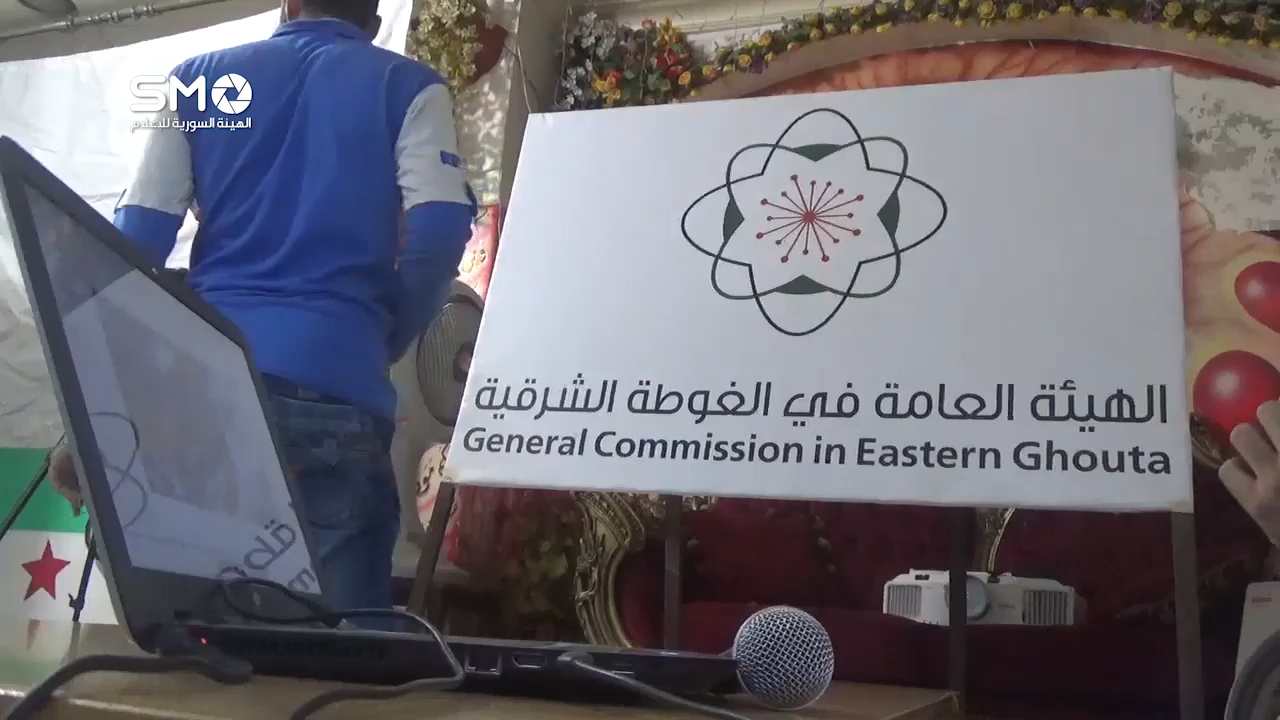 SMO
الهيئة السورية للاعلام
الهيئة العامة في الغوطة الشرقية
General Commission in Eastern Ghouta